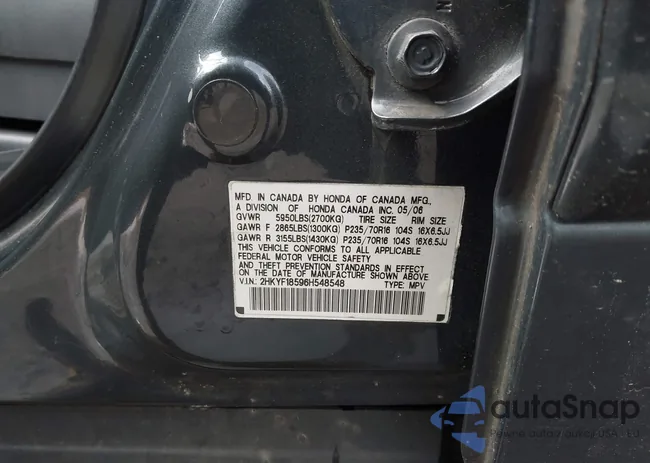 MFD IN CANADA BY HONDA OF CANADA MFG.,
A DIVISION OF HONDA CANADA INC. 05/06
GVWR 5950LBS(2700KG) TIRE SIZE RIM SIZE
GAWR F 2865LBS(1300KG) P235/70R16 104S 16X6.5JJ
GAWR R 3155LBS(1430KG) P235/70R16 104S 16X6.5JJ
THIS VEHICLE CONFORMS TO ALL APPLICABLE
FEDERAL MOTOR VEHICLE SAFETY
AND THEFT PREVENTION STANDARDS IN EFFECT
ON THE DATE OF MANUFACTURE SHOWN ABOVE.
V.I.N.: 2HKYF18596H548548 TYPE: MPV
autoSnap
USA, EU